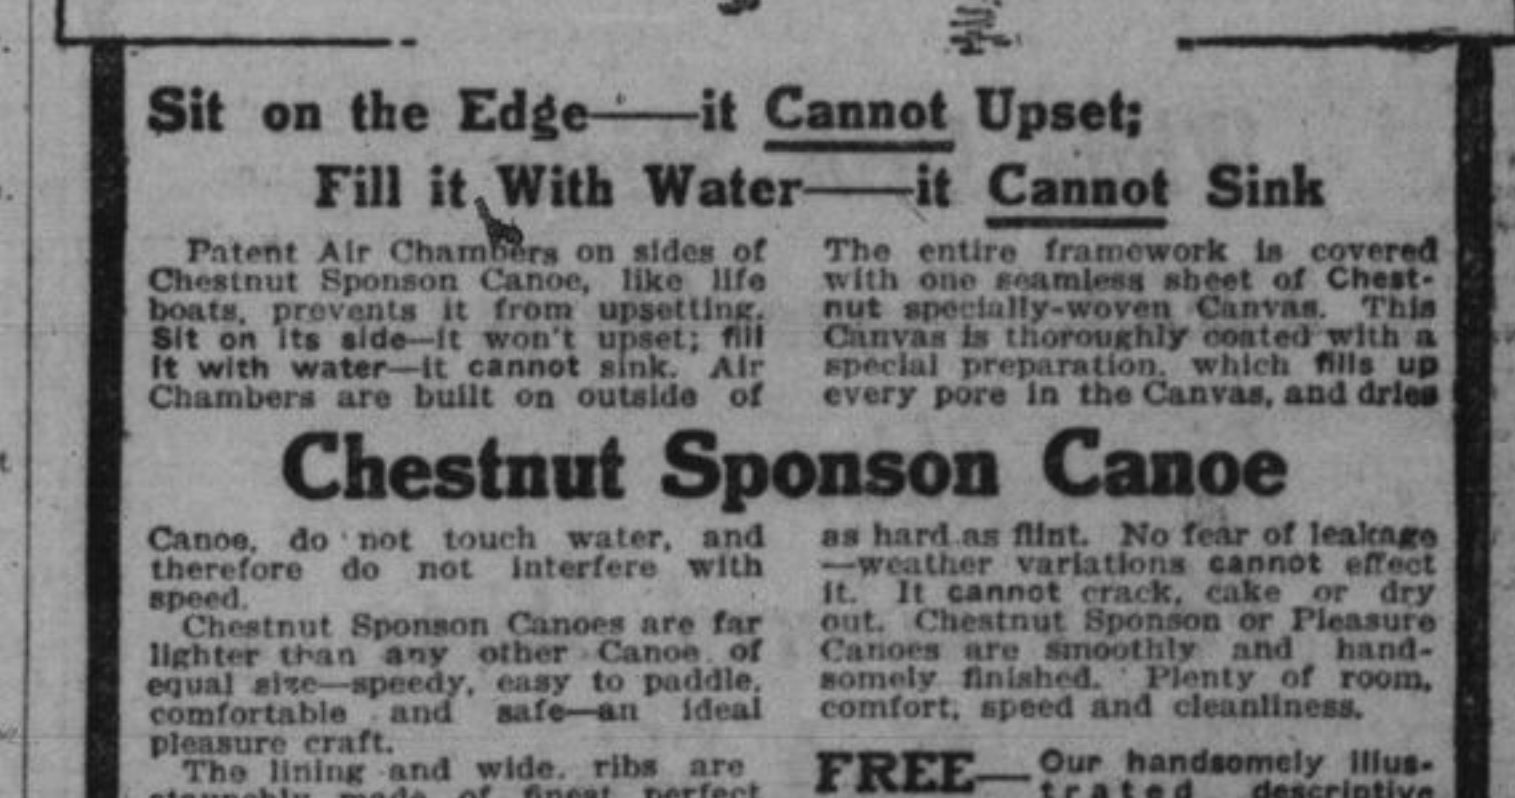 Sit on the Edge—it Cannot Upset;
Fill it With Water—it Cannot Sink
Patent Air Chambers on sides of
Chestnut Sponson Canoe, like life
boats, prevents it from upsetting.
Sit on its side—it won't upset; fill
it with water—it cannot sink. Air
Chambers are built on outside of
The entire framework is covered
with one seamless sheet of Chest-
nut specially-woven Canvas. This
Canvas is thoroughly coated with a
special preparation, which fills up
every pore in the Canvas, and dries
Chestnut Sponson Canoe
Canoe, do not touch water, and
therefore do not interfere with
speed.
Chestnut Sponson Canoes are far
lighter than any other Canoe of
equal size—speedy, easy to paddle,
comfortable and safe—an ideal
pleasure craft.
The lining and wide ribs are
staunchly made of finest perfect
as hard as flint. No fear of leakage
—weather variations cannot effect
it. It cannot crack, cake or dry
out. Chestnut Sponson or Pleasure
Canoes are smoothly and hand-
somely finished. Plenty of room,
comfort, speed and cleanliness.
FREE—Our handsomely illus-
trated descriptive